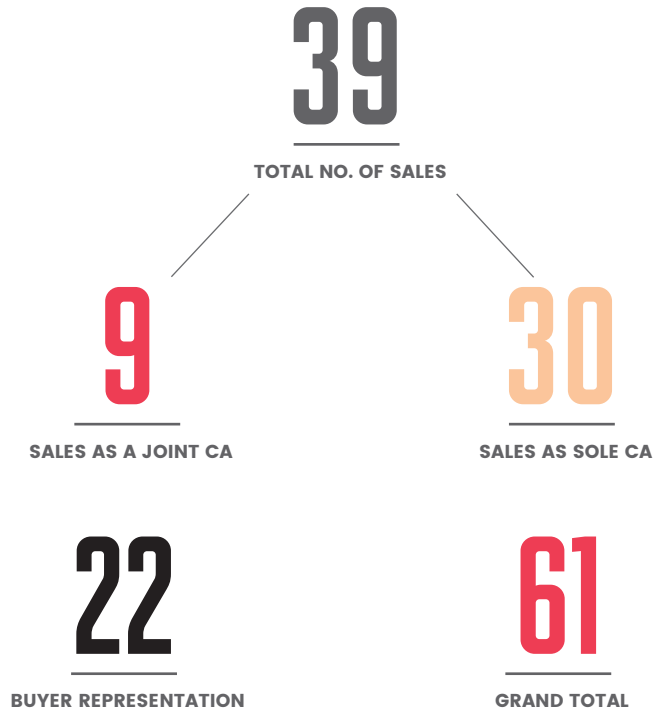 39
TOTAL NO. OF SALES
9
30
SALES AS A JOINT CA
SALES AS SOLE CA
22
61
BUYER REPRESENTATION
GRAND TOTAL